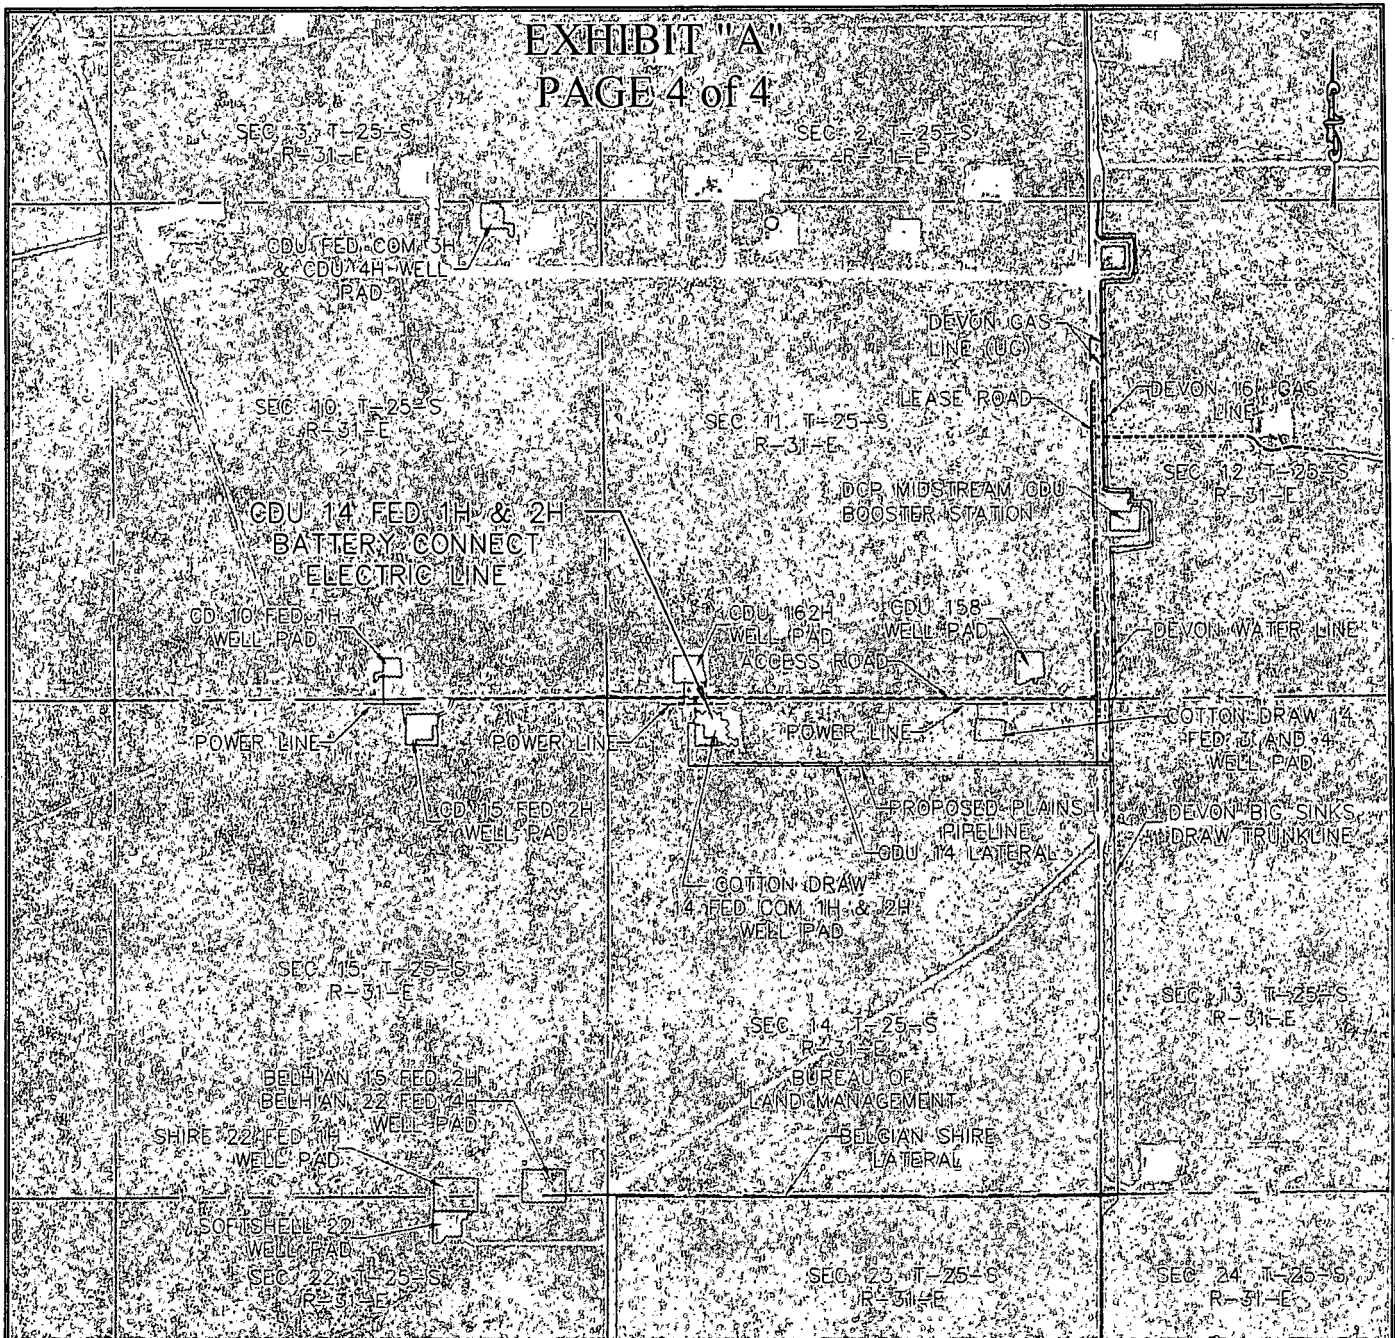 EXHIBIT "A"
PAGE 4 of 4
SEC. 3, T-25-S
R-31-E
SEC. 2, T-25-S
R-31-E
CDU FED COM 3H
& CDU 4H WELL
PAD
DEVON GAS
LINE (UG)
LEASE ROAD
DEVON 16" GAS
LINE
SEC. 10, T-25-S
R-31-E
SEC. 11, T-25-S
R-31-E
SEC. 12, T-25-S
R-31-E
DCP MIDSTREAM CDU
BOOSTER STATION
CDU 14 FED 1H & 2H
BATTERY CONNECT
ELECTRIC LINE
CD 10 FED 1H
WELL PAD
CDU 162H
WELL PAD
CDU 158
WELL PAD
DEVON WATER LINE
ACCESS ROAD
POWER LINE
POWER LINE
POWER LINE
COTTON DRAW 14
FED 3 AND 4
WELL PAD
CD 15 FED 2H
WELL PAD
PROPOSED PLAINS
PIPELINE
CDU 14 LATERAL
DEVON BIG SINKS
DRAW TRUNKLINE
COTTON DRAW
14 FED COM 1H & 2H
WELL PAD
SEC. 15, T-25-S
R-31-E
SEC. 14, T-25-S
R-31-E
BUREAU OF
LAND MANAGEMENT
SEC. 13, T-25-S
R-31-E
BELHIAN 15 FED 2H
BELHIAN 22 FED 4H
WELL PAD
SHIRE 22 FED 1H
WELL PAD
BELGIAN SHIRE
LATERAL
SOFTSHELL 22
WELL PAD
SEC. 22, T-25-S
R-31-E
SEC. 23, T-25-S
R-31-E
SEC. 24, T-25-S
R-31-E